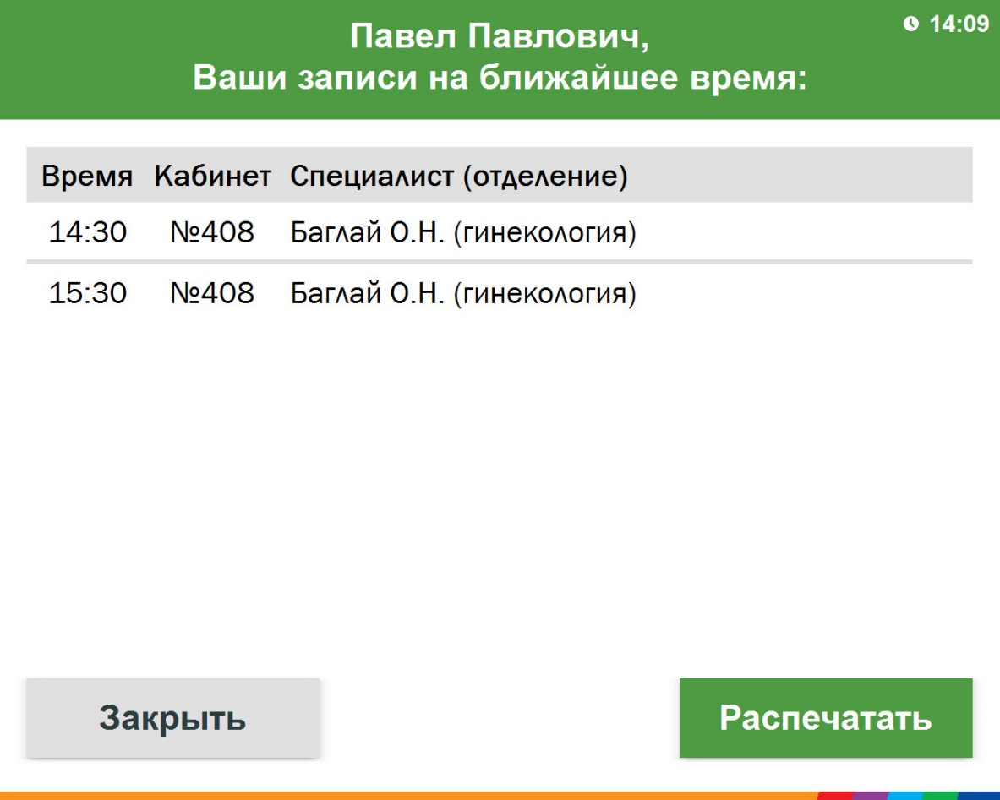 14:09
Павел Павлович,
Ваши записи на ближайшее время:
Время Кабинет Специалист (отделение)
14:30 №408 Баглай О.Н. (гинекология)
15:30 №408 Баглай О.Н. (гинекология)
Закрыть Распечатать